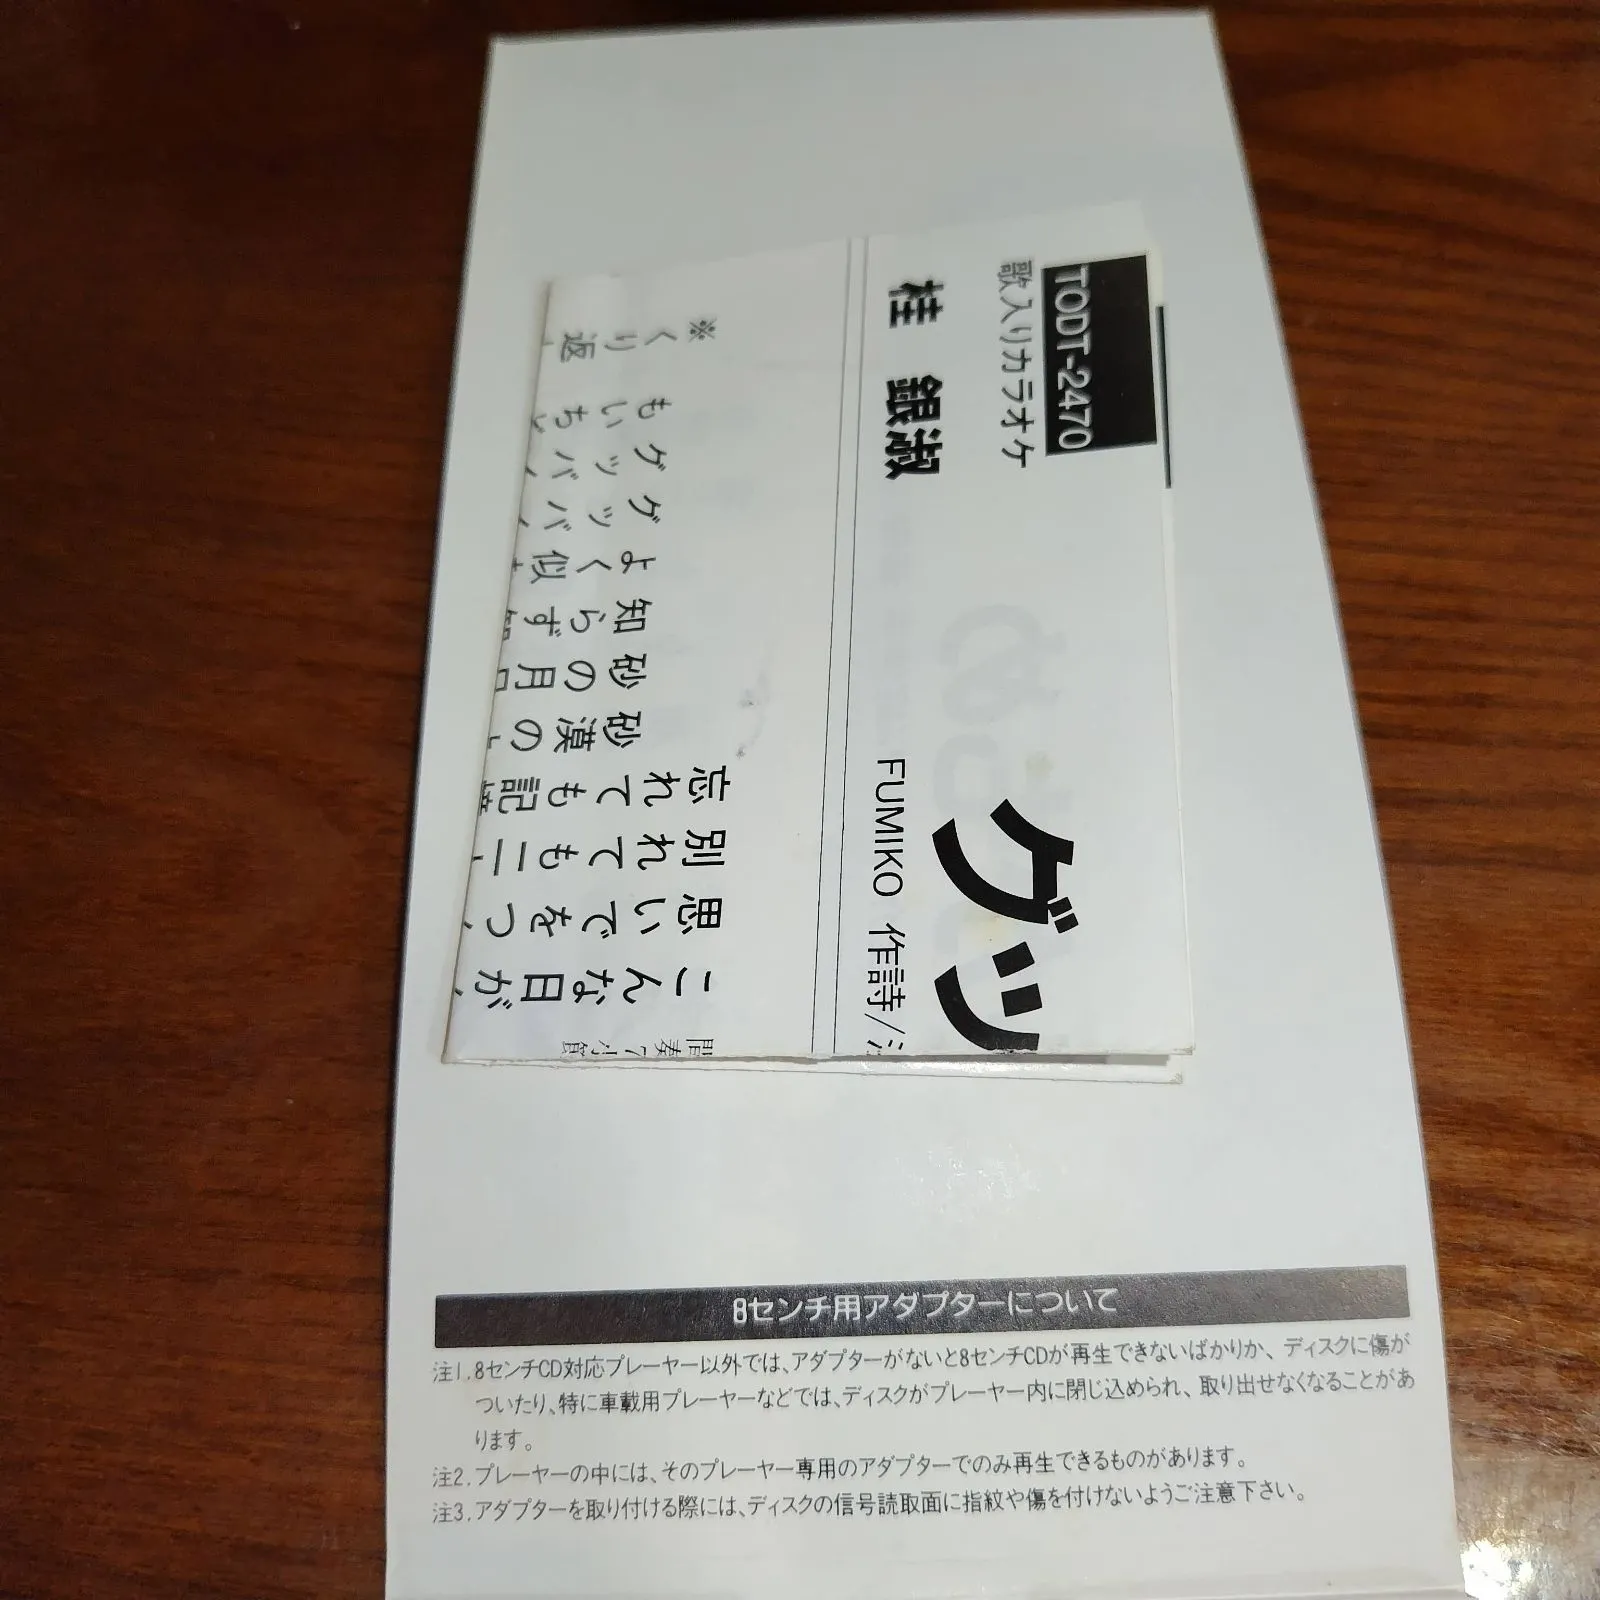 TODT-2470
歌入りカラオケ
桂 銀淑
グッ
FUMIKO 作詩/
こんな日が
思いでをつ
別れても二
忘れても記憶
砂漠の
砂の月
知らず知
よく似
グッバイ
グッバイ
もいち
※くり返
8センチ用アダプターについて
注1.8センチCD対応プレーヤー以外では、アダプターがないと8センチCDが再生できないばかりか、ディスクに傷が
ついたり、特に車載用プレーヤーなどでは、ディスクがプレーヤー内に閉じ込められ、取り出せなくなることがあ
ります。
注2.プレーヤーの中には、そのプレーヤー専用のアダプターでのみ再生できるものがあります。
注3.アダプターを取り付ける際には、ディスクの信号読取面に指紋や傷を付けないようご注意下さい。